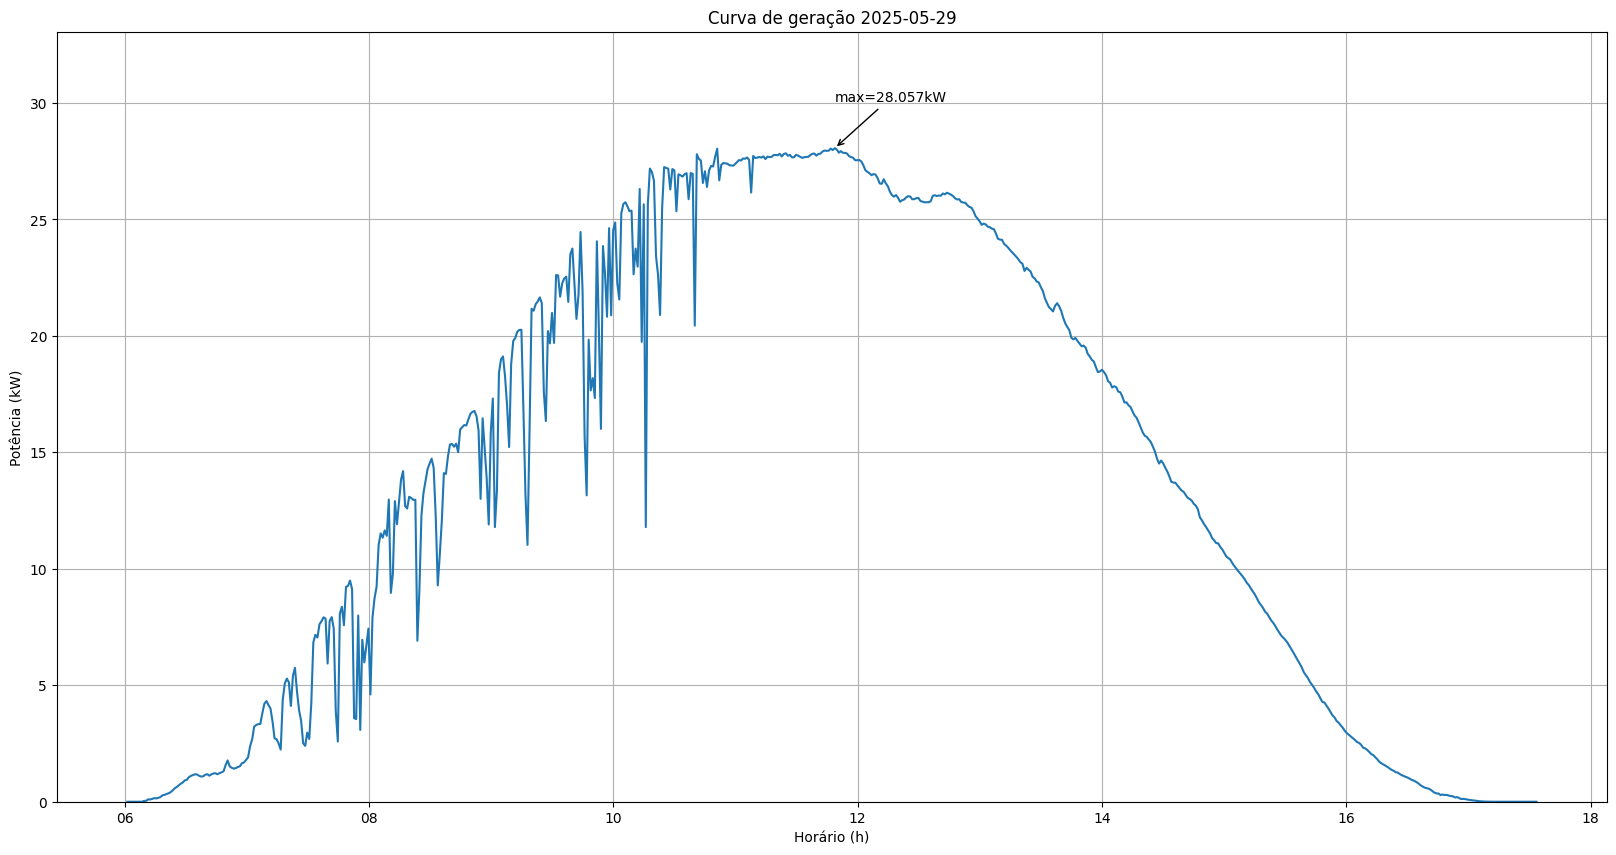 Curva de geração 2025-05-29
max=28.057kW
30
25
20
15
10
5
0
Potência (kW)
06 08 10 12 14 16 18
Horário (h)